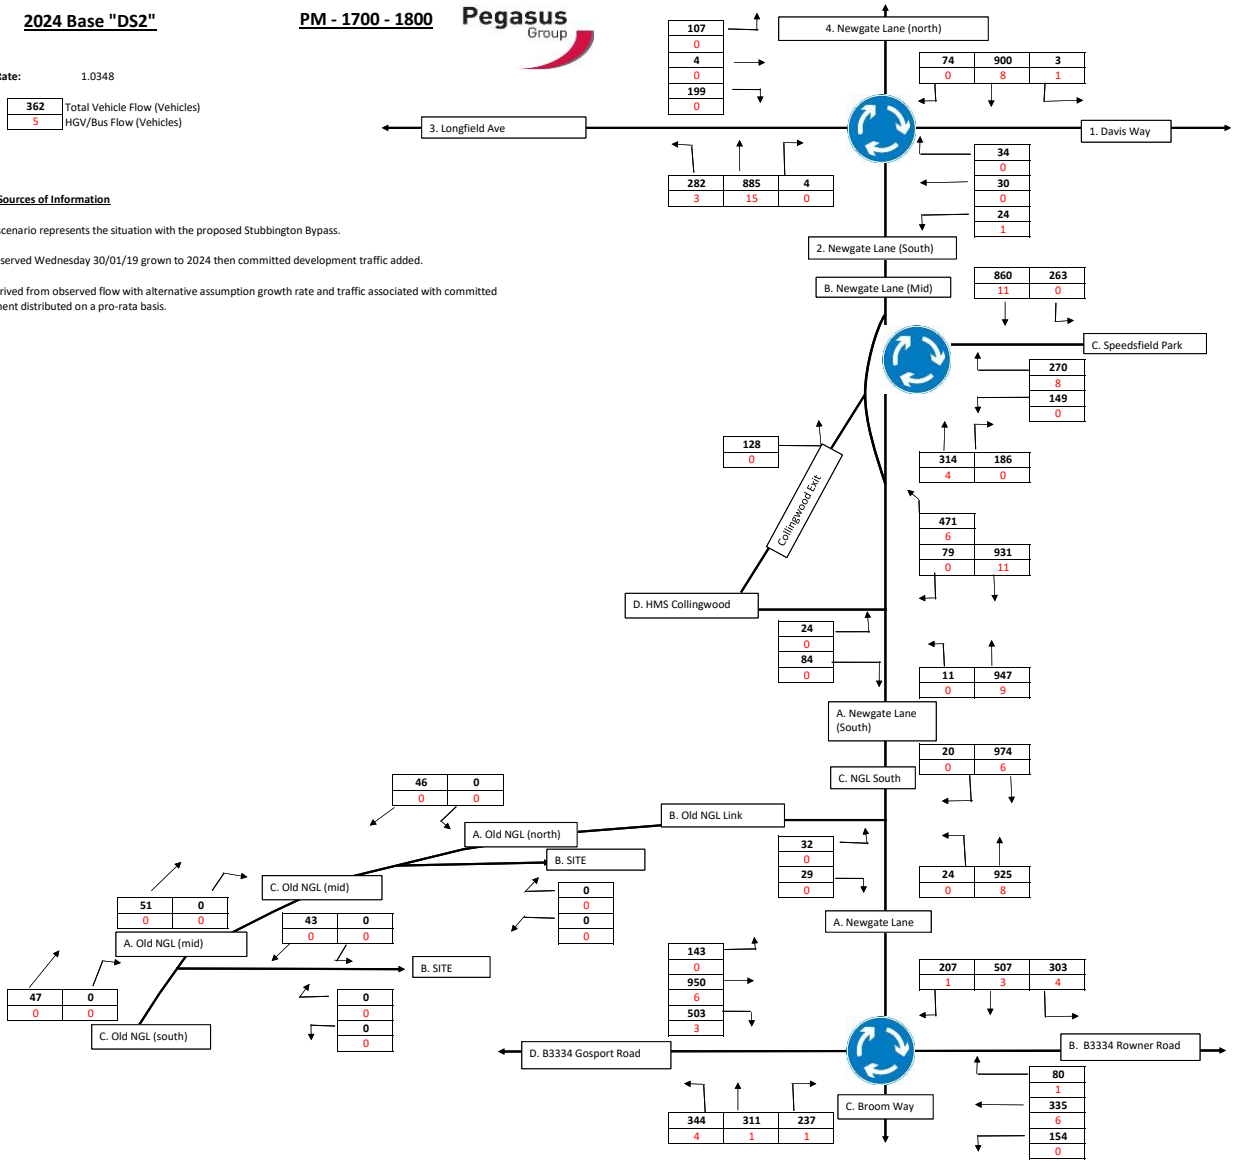 2024 Base "DS2"
PM - 1700 - 1800
Pegasus
Group
ate:
1.0348
362
Total Vehicle Flow (Vehicles)
5
HGV/Bus Flow (Vehicles)
Sources of Information
cenario represents the situation with the proposed Stubbington Bypass.
served Wednesday 30/01/19 grown to 2024 then committed development traffic added.
rived from observed flow with alternative assumption growth rate and traffic associated with committed
nent distributed on a pro-rata basis.
107
0
4
0
199
0
4. Newgate Lane (north)
74 900 3
0 8 1
3. Longfield Ave
1. Davis Way
282 885 4
3 15 0
34
0
30
0
24
1
2. Newgate Lane (South)
B. Newgate Lane (Mid)
860 263
11 0
C. Speedsfield Park
270
8
149
0
128
0
314 186
4 0
Collingwood Exit
471
6
79 931
0 11
D. HMS Collingwood
24
0
84
0
11 947
0 9
A. Newgate Lane
(South)
20 974
0 6
C. NGL South
46 0
0 0
B. Old NGL Link
A. Old NGL (north)
32
0
29
0
24 925
0 8
B. SITE
C. Old NGL (mid)
0
0
0
0
51 0
0 0
43 0
0 0
A. Newgate Lane
A. Old NGL (mid)
B. SITE
143
0
950
6
503
3
207 507 303
1 3 4
47 0
0 0
0
0
0
0
C. Old NGL (south)
D. B3334 Gosport Road
B. B3334 Rowner Road
80
1
335
6
154
0
C. Broom Way
344 311 237
4 1 1